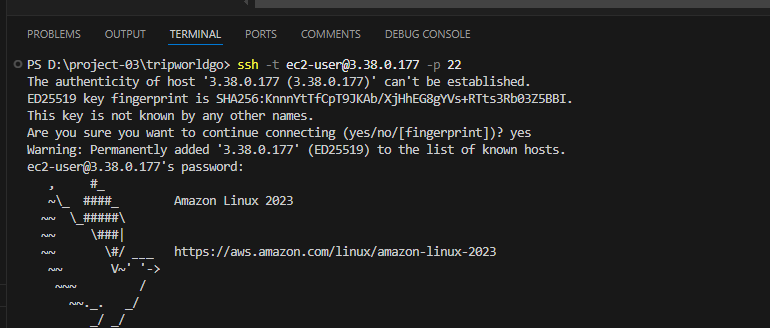 PROBLEMS OUTPUT TERMINAL PORTS COMMENTS DEBUG CONSOLE
PS D:\project-03\tripworldgo> ssh -t ec2-user@3.38.0.177 -p 22
The authenticity of host '3.38.0.177 (3.38.0.177)' can't be established.
ED25519 key fingerprint is SHA256:KnnnYtTfCpT9JKAb/XjHhEG8gYVs+RTts3Rb03Z5BBI.
This key is not known by any other names.
Are you sure you want to continue connecting (yes/no/[fingerprint])? yes
Warning: Permanently added '3.38.0.177' (ED25519) to the list of known hosts.
ec2-user@3.38.0.177's password:
   ,     #_
   ~\_  ####_        Amazon Linux 2023
  ~~  \_#####\
  ~~     \###|
  ~~       \#/ ___   https://aws.amazon.com/linux/amazon-linux-2023
   ~~       V~' '->
    ~~~         /
      ~~._.   _/
         _/ _/